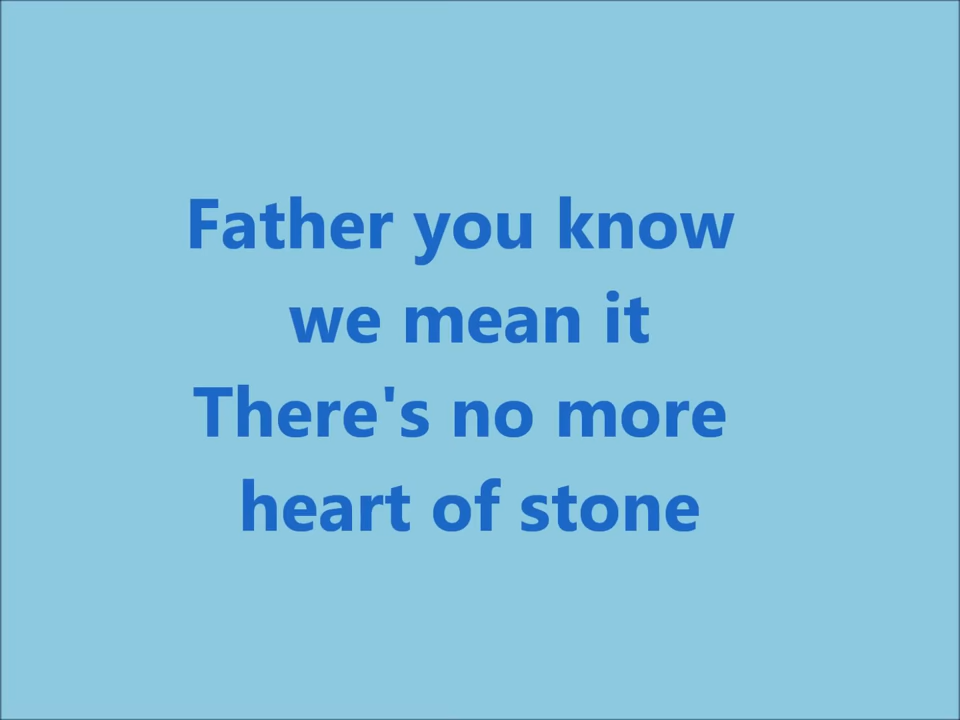 Father you know
we mean it
There's no more
heart of stone